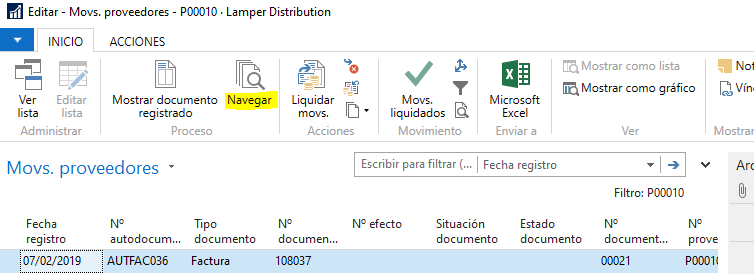 Editar - Movs. proveedores - P00010 · Lamper Distribution
INICIO ACCIONES
Ver lista
Editar lista
Mostrar documento registrado
Navegar
Liquidar movs.
Movs. liquidados
Microsoft Excel
Mostrar como lista
Mostrar como gráfico
Not
Vínc
Administrar Proceso Acciones Movimiento Enviar a Ver Mostrar
Movs. proveedores
Escribir para filtrar (... Fecha registro
Arc
Filtro: P00010
Fecha registro
Nº autodocum...
Tipo documento
Nº documen...
Nº efecto
Situación documento
Estado documento
Nº document...
Nº prove
07/02/2019 AUTFAC036 Factura 108037 00021 P00010